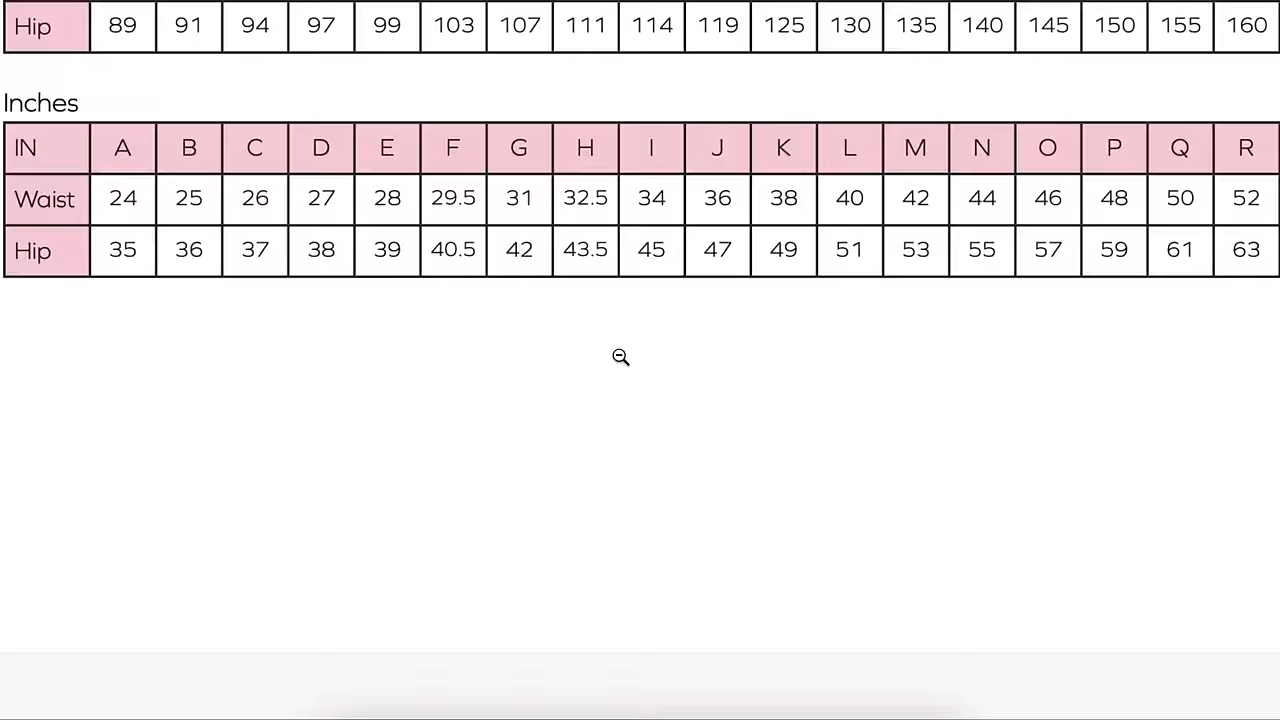 Hip 89 91 94 97 99 103 107 111 114 119 125 130 135 140 145 150 155 160
Inches
IN A B C D E F G H I J K L M N O P Q R
Waist 24 25 26 27 28 29.5 31 32.5 34 36 38 40 42 44 46 48 50 52
Hip 35 36 37 38 39 40.5 42 43.5 45 47 49 51 53 55 57 59 61 63